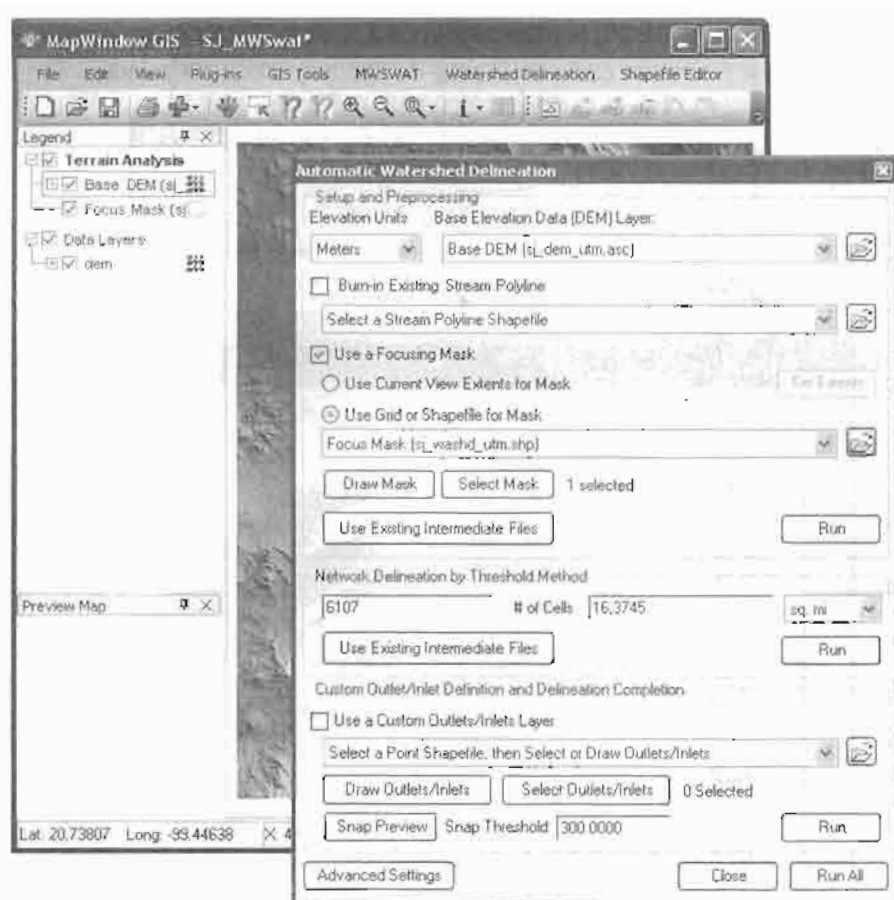 MapWindow GIS - SJ_MWSwat*
File Edit View Plug-ins GIS Tools MWSWAT Watershed Delineation Shapefile Editor
Legend
Terrain Analysis
Base DEM (sj_
Focus Mask (sj
Data Layers
dem
Automatic Watershed Delineation
Setup and Preprocessing
Elevation Units Base Elevation Data (DEM) Layer:
Meters Base DEM (sj_dem_utm.asc)
Burn-in Existing Stream Polyline
Select a Stream Polyline Shapefile
Use a Focusing Mask
Use Current View Extents for Mask
Use Grid or Shapefile for Mask
Focus Mask (sj_washd_utm.shp)
Draw Mask Select Mask 1 selected
Use Existing Intermediate Files Run
Network Delineation by Threshold Method
6107 # of Cells 16.3745 sq. mi
Use Existing Intermediate Files Run
Custom Outlet/Inlet Definition and Delineation Completion
Use a Custom Outlets/Inlets Layer
Select a Point Shapefile, then Select or Draw Outlets/Inlets
Draw Outlets/Inlets Select Outlets/Inlets 0 Selected
Snap Preview Snap Threshold 300.0000 Run
Advanced Settings Close Run All
Preview Map
Lat: 20.73807 Long: -99.44638 X: 4